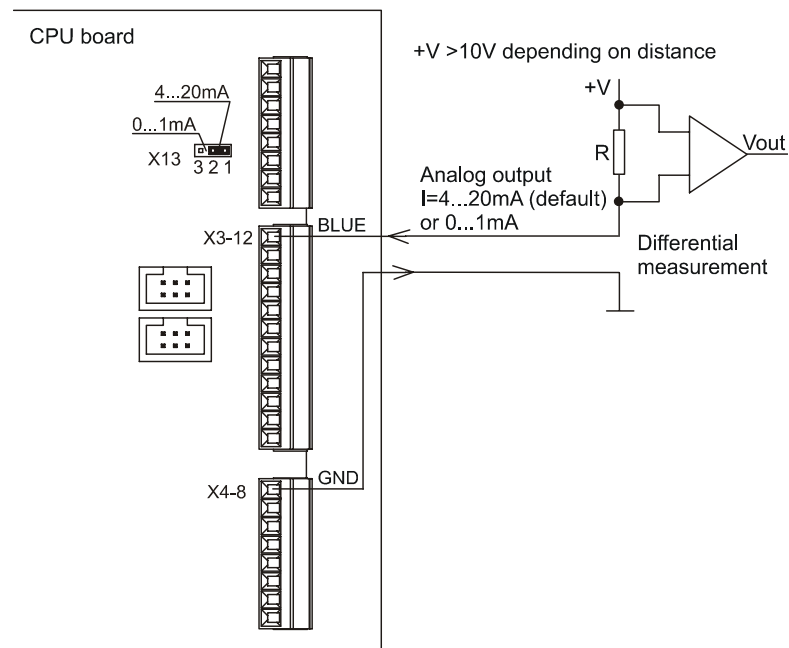 CPU board
+V >10V depending on distance
+V
4...20mA
0...1mA
X13
3 2 1
R
Vout
Analog output
I=4...20mA (default)
or 0...1mA
X3-12
BLUE
Differential
measurement
X4-8
GND